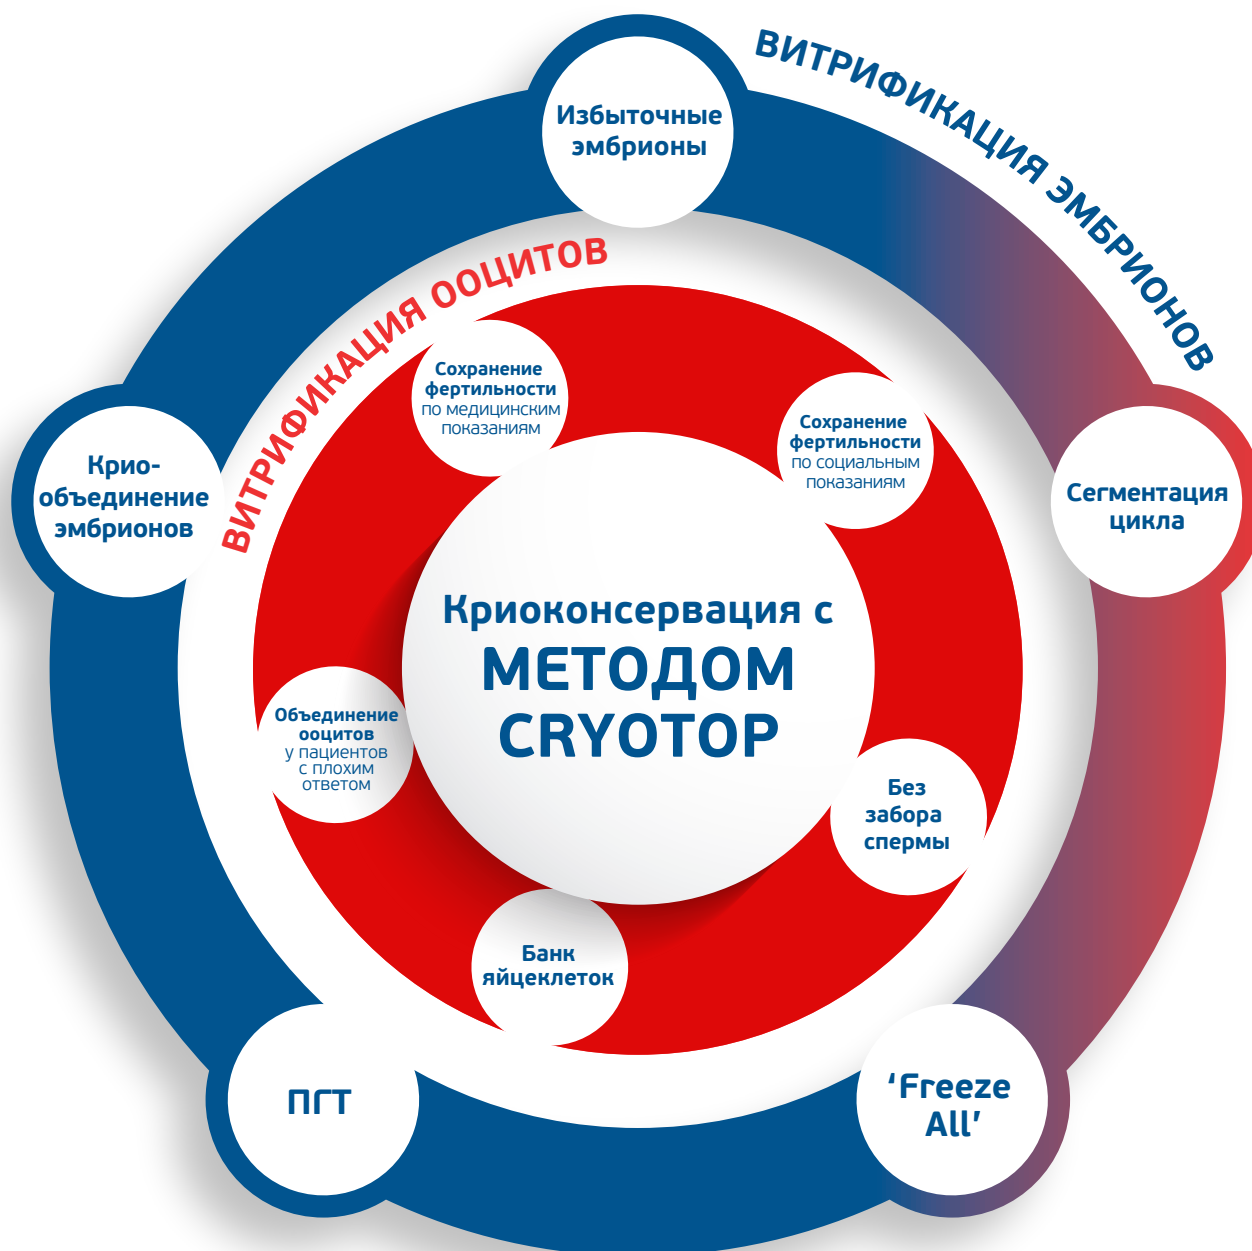 ВИТРИФИКАЦИЯ ЭМБРИОНОВ
Избыточные
эмбрионы
ВИТРИФИКАЦИЯ ООЦИТОВ
Сохранение
фертильности
по медицинским
показаниям
Сохранение
фертильности
по социальным
показаниям
Крио-
объединение
эмбрионов
Сегментация
цикла
Криоконсервация с
МЕТОДОМ
CRYOTOP
Объединение
ооцитов
у пациентов
с плохим
ответом
Без
забора
спермы
Банк
яйцеклеток
ПГТ
‘Freeze
All’